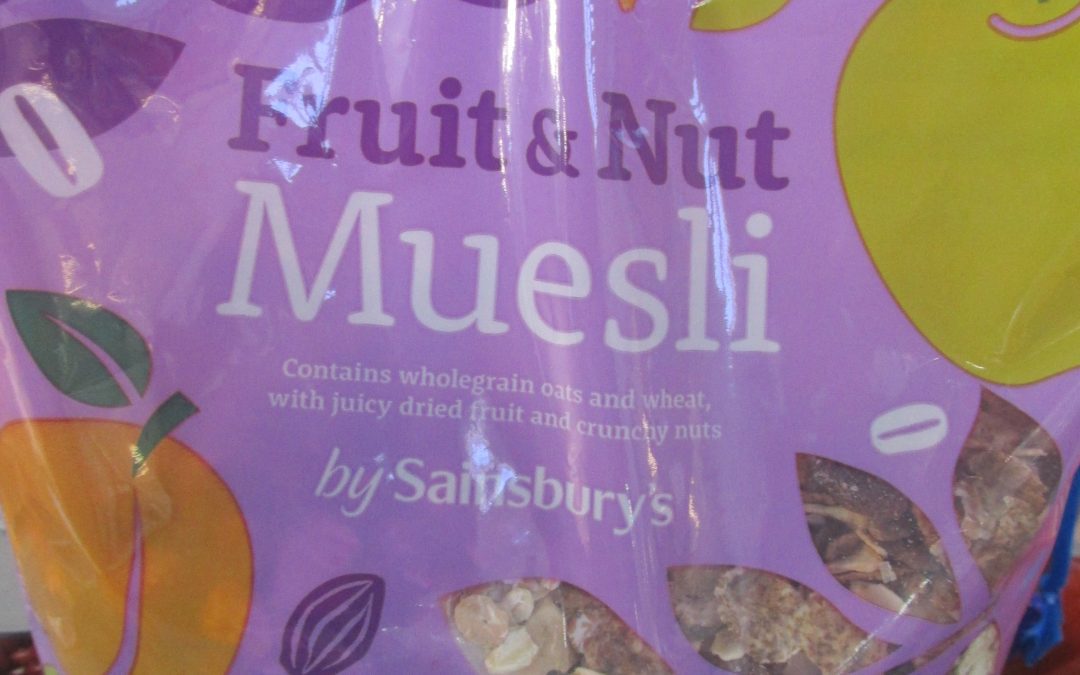 Fruit & Nut
Muesli
Contains wholegrain oats and wheat,
with juicy dried fruit and crunchy nuts
by Sainsbury's